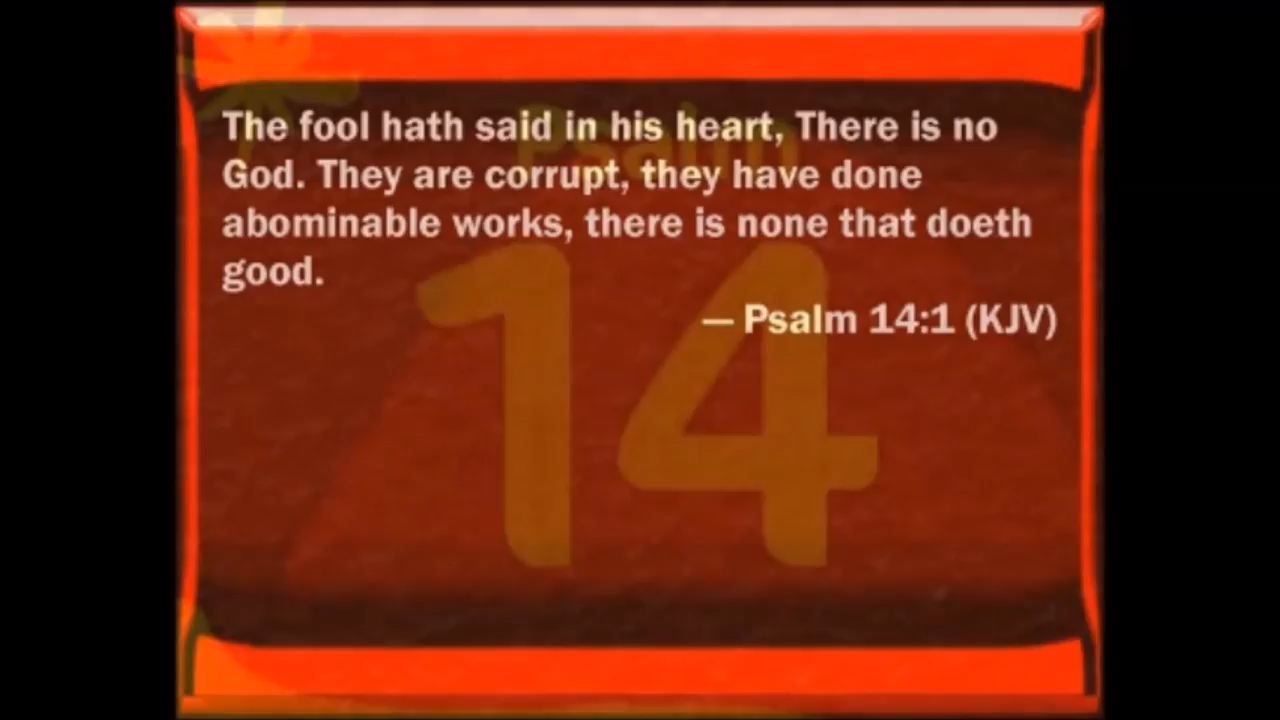 The fool hath said in his heart, There is no
God. They are corrupt, they have done
abominable works, there is none that doeth
good.
— Psalm 14:1 (KJV)
Psalm
14